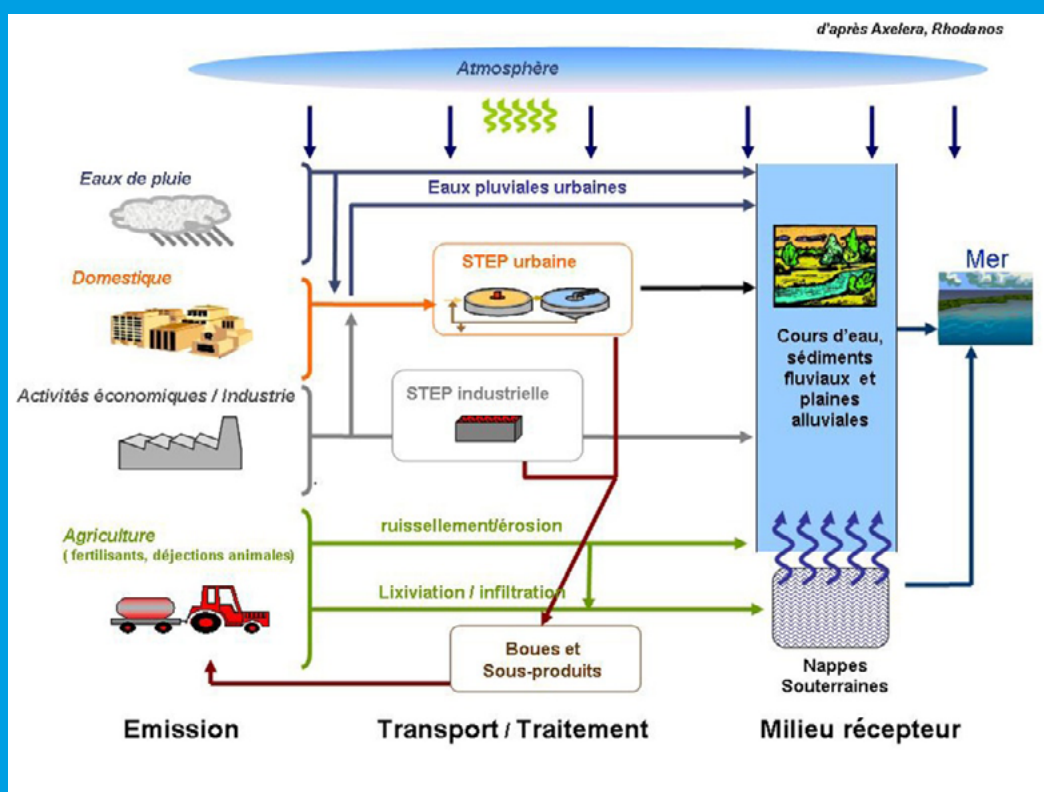 d'après Axelera, Rhodanos
Atmosphère
Eaux de pluie
Eaux pluviales urbaines
Domestique
STEP urbaine
Mer
Cours d'eau,
sédiments
fluviaux et
plaines
alluviales
Activités économiques / Industrie
STEP industrielle
Agriculture
( fertilisants, déjections animales)
ruissellement/érosion
Lixiviation / infiltration
Boues et
Sous-produits
Nappes
Souterraines
Emission
Transport / Traitement
Milieu récepteur